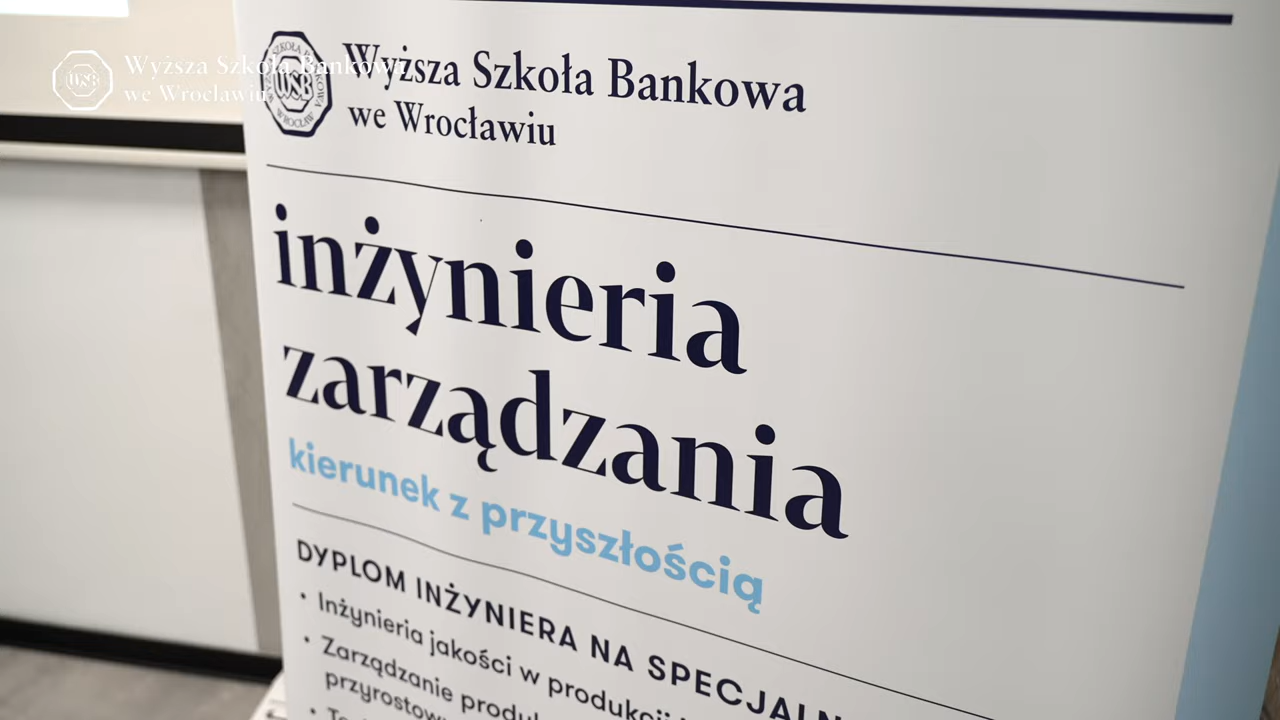 Wyższa Szkoła Bankowa
we Wrocławiu
Wyższa Szkoła Bankowa
we Wrocławiu
inżynieria
zarządzania
kierunek z przyszłością
DYPLOM INŻYNIERA NA
• Inżynieria jakości w produkcji
• Zarządzanie